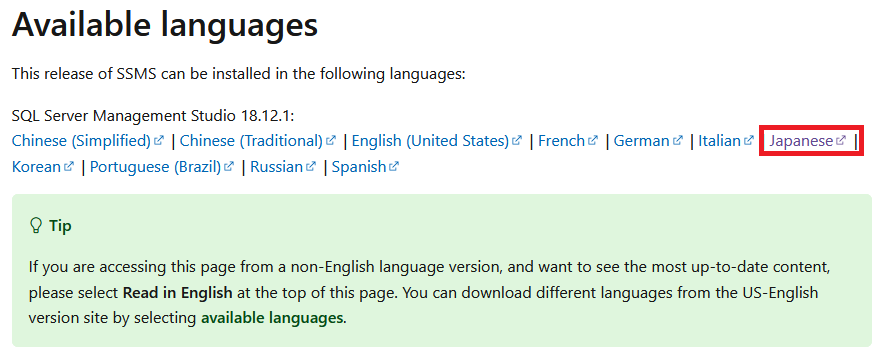 Available languages
This release of SSMS can be installed in the following languages:
SQL Server Management Studio 18.12.1:
Chinese (Simplified) | Chinese (Traditional) | English (United States) | French | German | Italian | Japanese |
Korean | Portuguese (Brazil) | Russian | Spanish
Tip
If you are accessing this page from a non-English language version, and want to see the most up-to-date content,
please select Read in English at the top of this page. You can download different languages from the US-English
version site by selecting available languages.